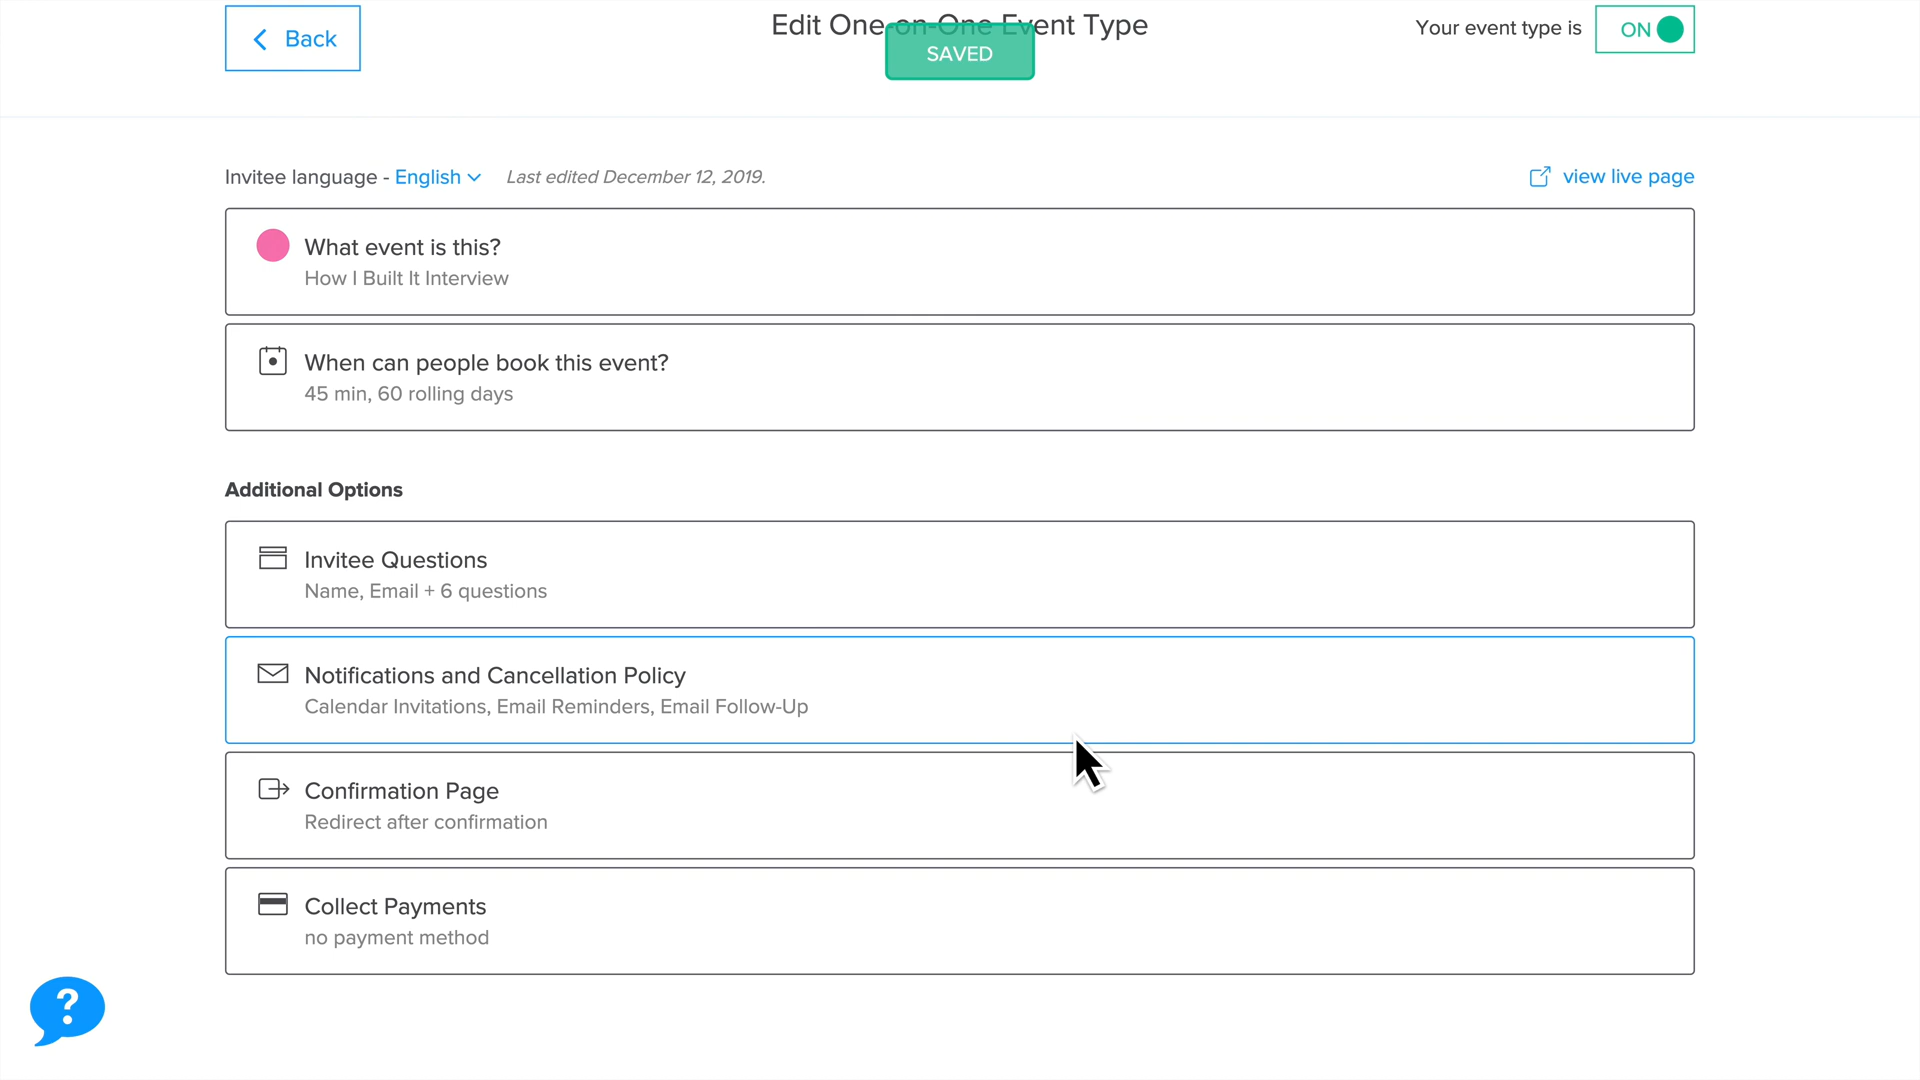 Back
Edit One-on-One Event Type
SAVED
Your event type is
ON
Invitee language - English
Last edited December 12, 2019.
view live page
What event is this?
How I Built It Interview
When can people book this event?
45 min, 60 rolling days
Additional Options
Invitee Questions
Name, Email + 6 questions
Notifications and Cancellation Policy
Calendar Invitations, Email Reminders, Email Follow-Up
Confirmation Page
Redirect after confirmation
Collect Payments
no payment method
?